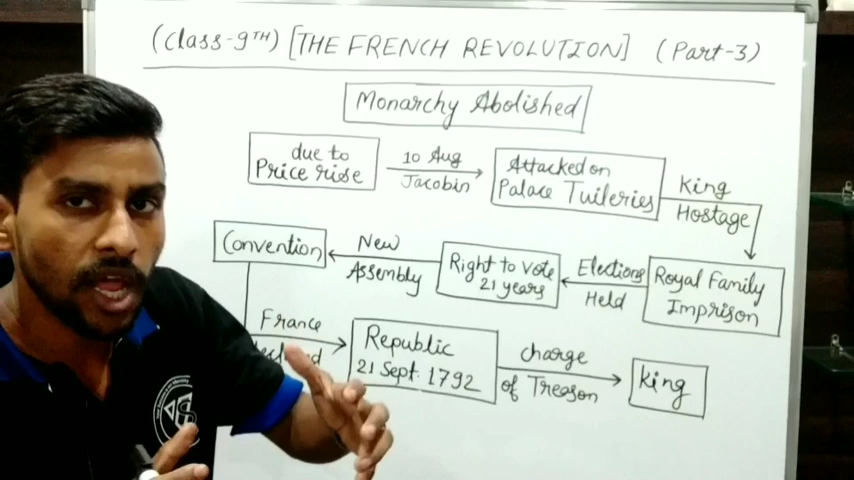 (Class-9TH) [THE FRENCH REVOLUTION] (Part-3)
Monarchy Abolished
due to
Price rise
10 Aug
Jacobin
Attacked on
Palace Tuileries
King
Hostage
Royal Family
Imprison
Elections
Held
Right to vote
21 years
New
Assembly
Convention
France
Republic
21 Sept. 1792
charge
of Treason
king